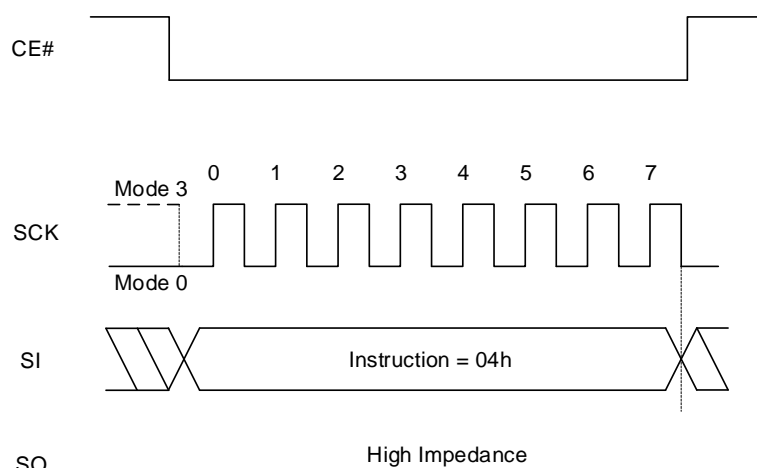 CE#
0 1 2 3 4 5 6 7
Mode 3
SCK
Mode 0
SI
Instruction = 04h
High Impedance
SO